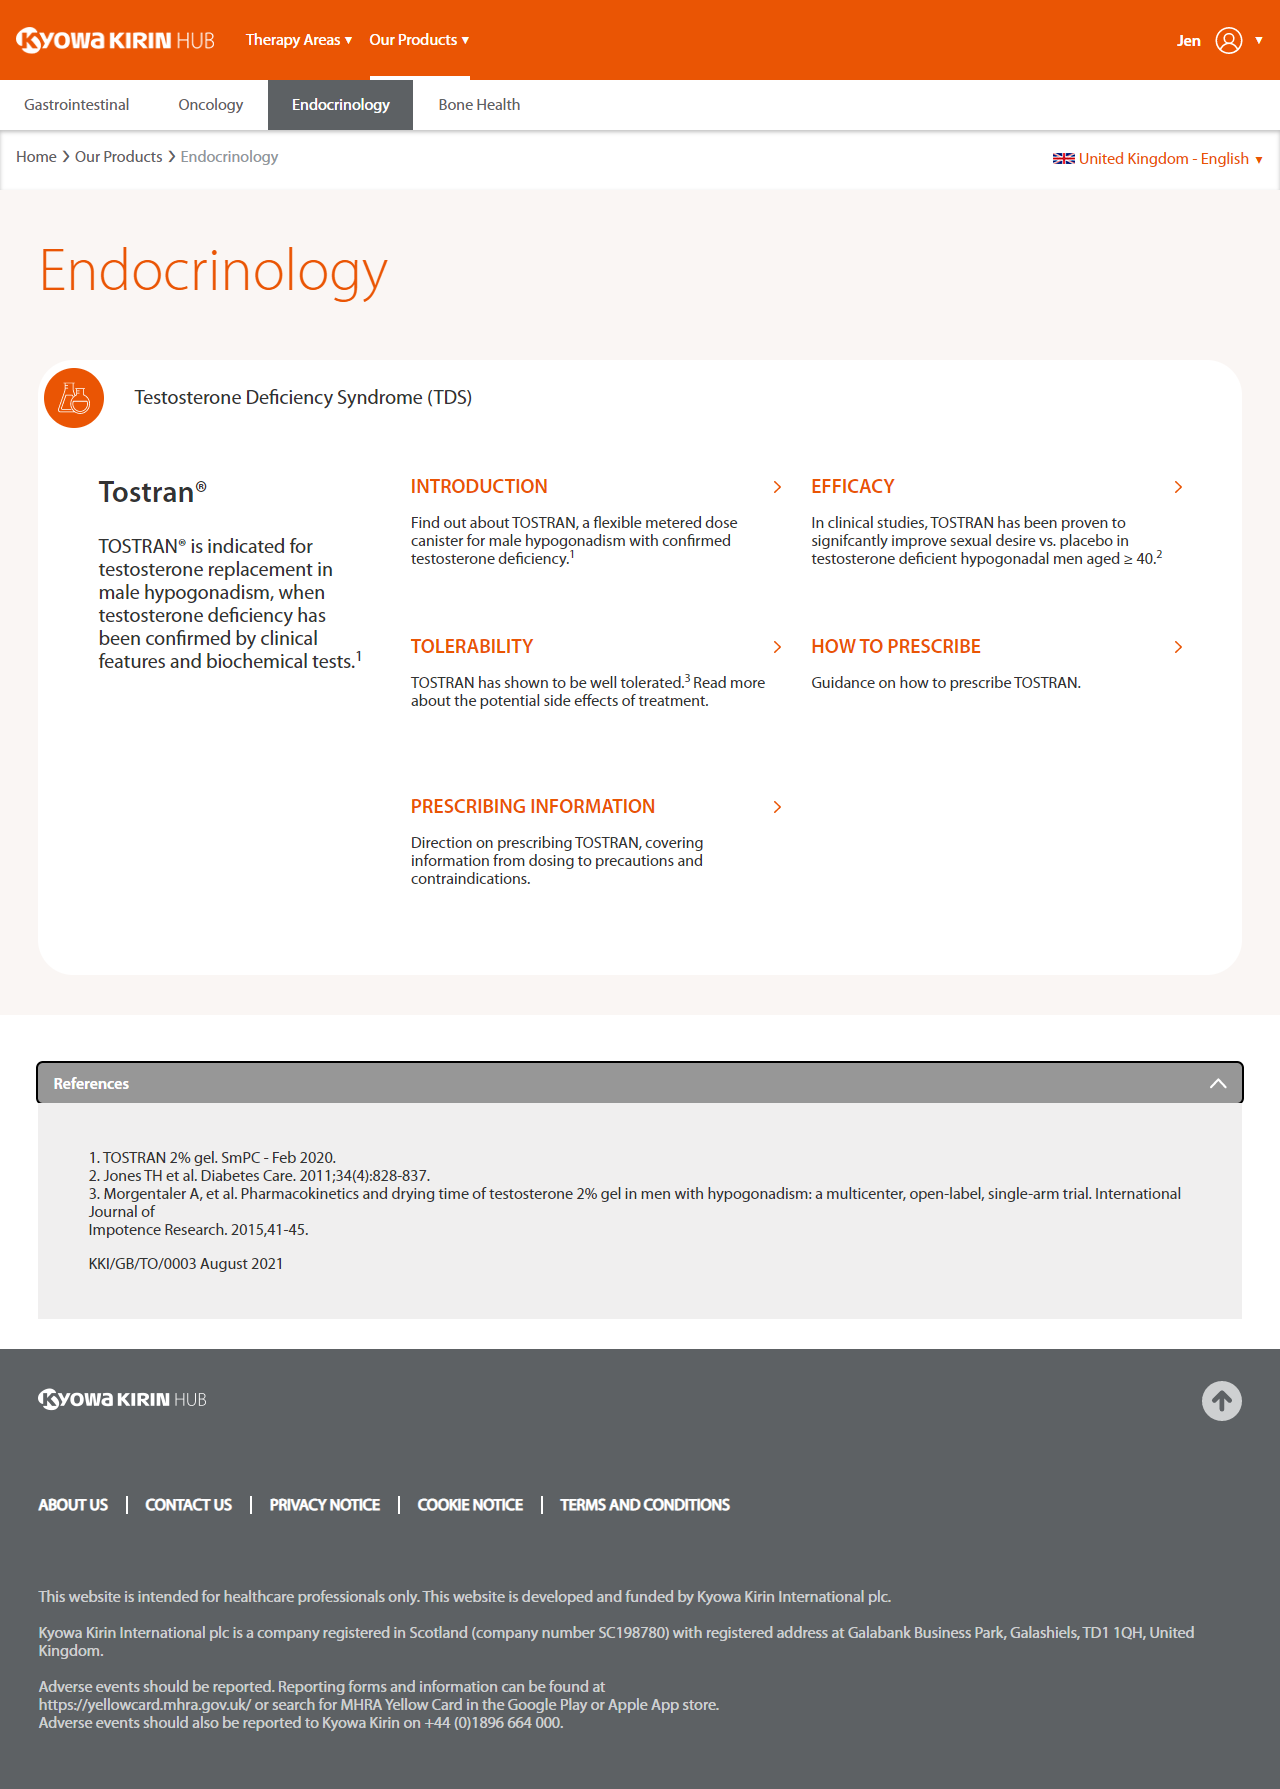 KYOWA KIRIN HUB
Therapy Areas ▼ Our Products ▼
Jen ▼
Gastrointestinal Oncology Endocrinology Bone Health
Home > Our Products > Endocrinology
United Kingdom - English ▼
Endocrinology
Testosterone Deficiency Syndrome (TDS)
Tostran®
TOSTRAN® is indicated for
testosterone replacement in
male hypogonadism, when
testosterone deficiency has
been confirmed by clinical
features and biochemical tests.1
INTRODUCTION
Find out about TOSTRAN, a flexible metered dose
canister for male hypogonadism with confirmed
testosterone deficiency.1
EFFICACY
In clinical studies, TOSTRAN has been proven to
signifcantly improve sexual desire vs. placebo in
testosterone deficient hypogonadal men aged ≥ 40.2
TOLERABILITY
TOSTRAN has shown to be well tolerated.3 Read more
about the potential side effects of treatment.
HOW TO PRESCRIBE
Guidance on how to prescribe TOSTRAN.
PRESCRIBING INFORMATION
Direction on prescribing TOSTRAN, covering
information from dosing to precautions and
contraindications.
References
1. TOSTRAN 2% gel. SmPC - Feb 2020.
2. Jones TH et al. Diabetes Care. 2011;34(4):828-837.
3. Morgentaler A, et al. Pharmacokinetics and drying time of testosterone 2% gel in men with hypogonadism: a multicenter, open-label, single-arm trial. International
Journal of
Impotence Research. 2015,41-45.
KKI/GB/TO/0003 August 2021
KYOWA KIRIN HUB
ABOUT US | CONTACT US | PRIVACY NOTICE | COOKIE NOTICE | TERMS AND CONDITIONS
This website is intended for healthcare professionals only. This website is developed and funded by Kyowa Kirin International plc.
Kyowa Kirin International plc is a company registered in Scotland (company number SC198780) with registered address at Galabank Business Park, Galashiels, TD1 1QH, United
Kingdom.
Adverse events should be reported. Reporting forms and information can be found at
https://yellowcard.mhra.gov.uk/ or search for MHRA Yellow Card in the Google Play or Apple App store.
Adverse events should also be reported to Kyowa Kirin on +44 (0)1896 664 000.